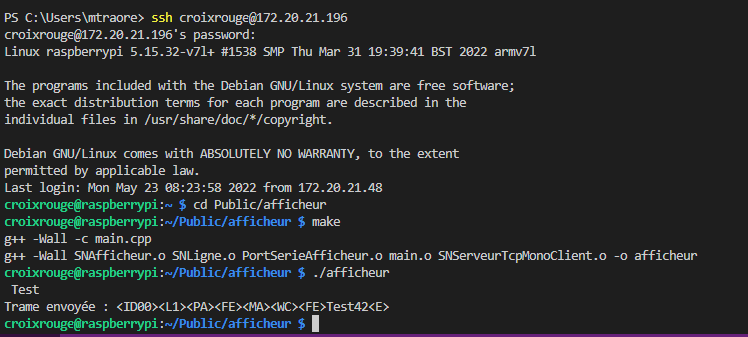 PS C:\Users\mtraore> ssh croixrouge@172.20.21.196
croixrouge@172.20.21.196's password:
Linux raspberrypi 5.15.32-v7l+ #1538 SMP Thu Mar 31 19:39:41 BST 2022 armv7l
The programs included with the Debian GNU/Linux system are free software;
the exact distribution terms for each program are described in the
individual files in /usr/share/doc/*/copyright.
Debian GNU/Linux comes with ABSOLUTELY NO WARRANTY, to the extent
permitted by applicable law.
Last login: Mon May 23 08:23:58 2022 from 172.20.21.48
croixrouge@raspberrypi:~ $ cd Public/afficheur
croixrouge@raspberrypi:~/Public/afficheur $ make
g++ -Wall -c main.cpp
g++ -Wall SNAfficheur.o SNLigne.o PortSerieAfficheur.o main.o SNServeurTcpMonoClient.o -o afficheur
croixrouge@raspberrypi:~/Public/afficheur $ ./afficheur
Test
Trame envoyée : <ID00><L1><PA><FE><MA><WC><FE>Test42<E>
croixrouge@raspberrypi:~/Public/afficheur $